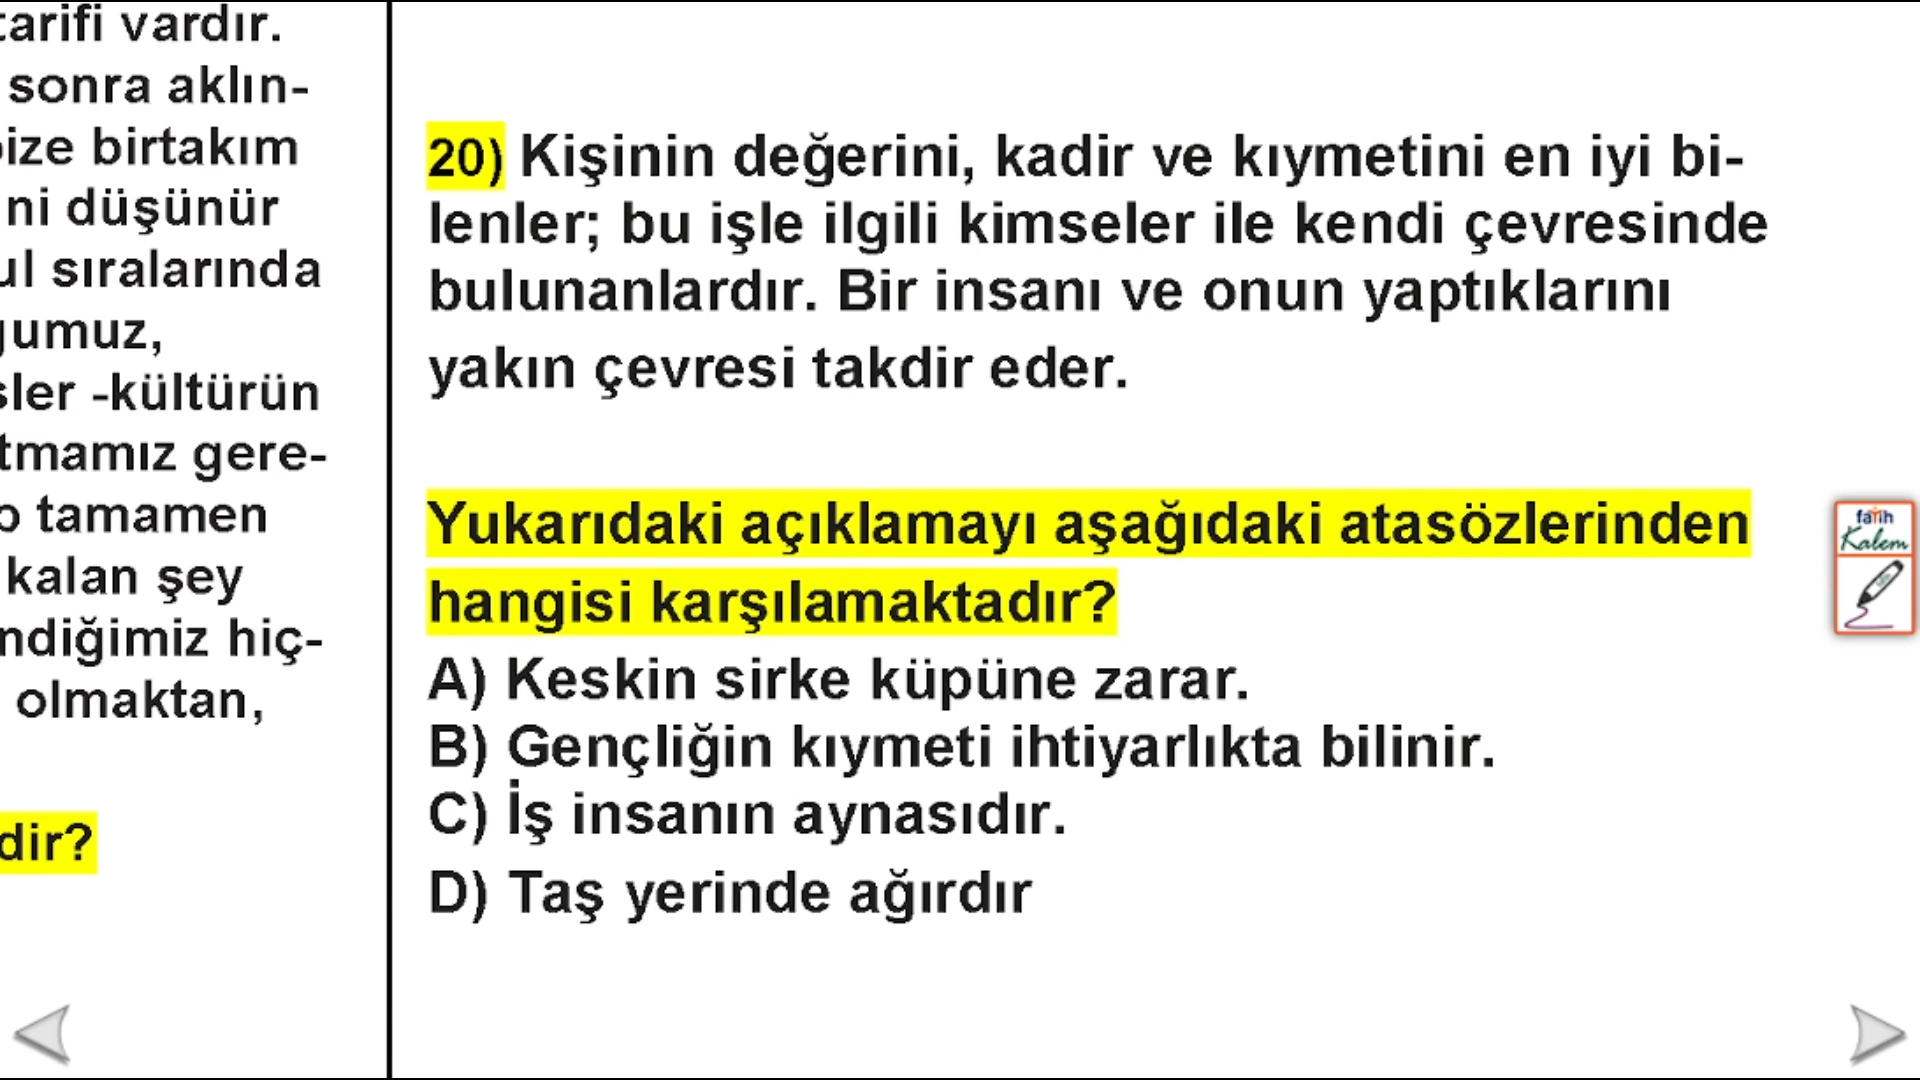 tarifi vardır.
sonra aklın-
bize birtakım
ni düşünür
ul sıralarında
ğumuz,
şler -kültürün
tmamız gere-
p tamamen
kalan şey
ndiğimiz hiç-
olmaktan,
dir?
20) Kişinin değerini, kadir ve kıymetini en iyi bi-
lenler; bu işle ilgili kimseler ile kendi çevresinde
bulunanlardır. Bir insanı ve onun yaptıklarını
yakın çevresi takdir eder.
Yukarıdaki açıklamayı aşağıdaki atasözlerinden
hangisi karşılamaktadır?
A) Keskin sirke küpüne zarar.
B) Gençliğin kıymeti ihtiyarlıkta bilinir.
C) İş insanın aynasıdır.
D) Taş yerinde ağırdır
fatih
Kalem